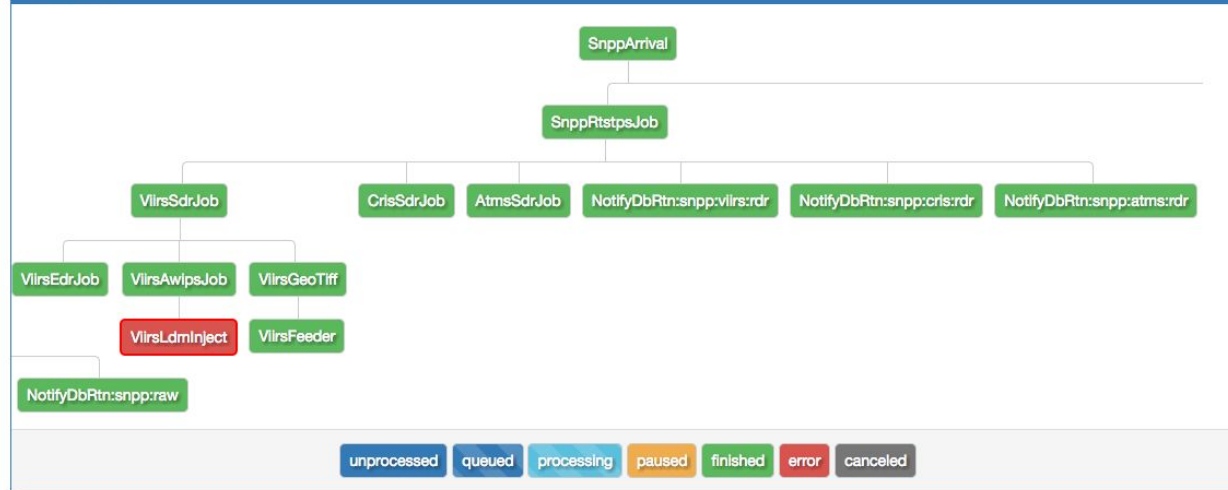 SnppArrival
SnppRtstpsJob
ViirsSdrJob CrisSdrJob AtmsSdrJob NotifyDbRtn:snpp:viirs:rdr NotifyDbRtn:snpp:cris:rdr NotifyDbRtn:snpp:atms:rdr
ViirsEdrJob ViirsAwipsJob ViirsGeoTiff
ViirsLdmInject ViirsFeeder
NotifyDbRtn:snpp:raw
unprocessed queued processing paused finished error canceled